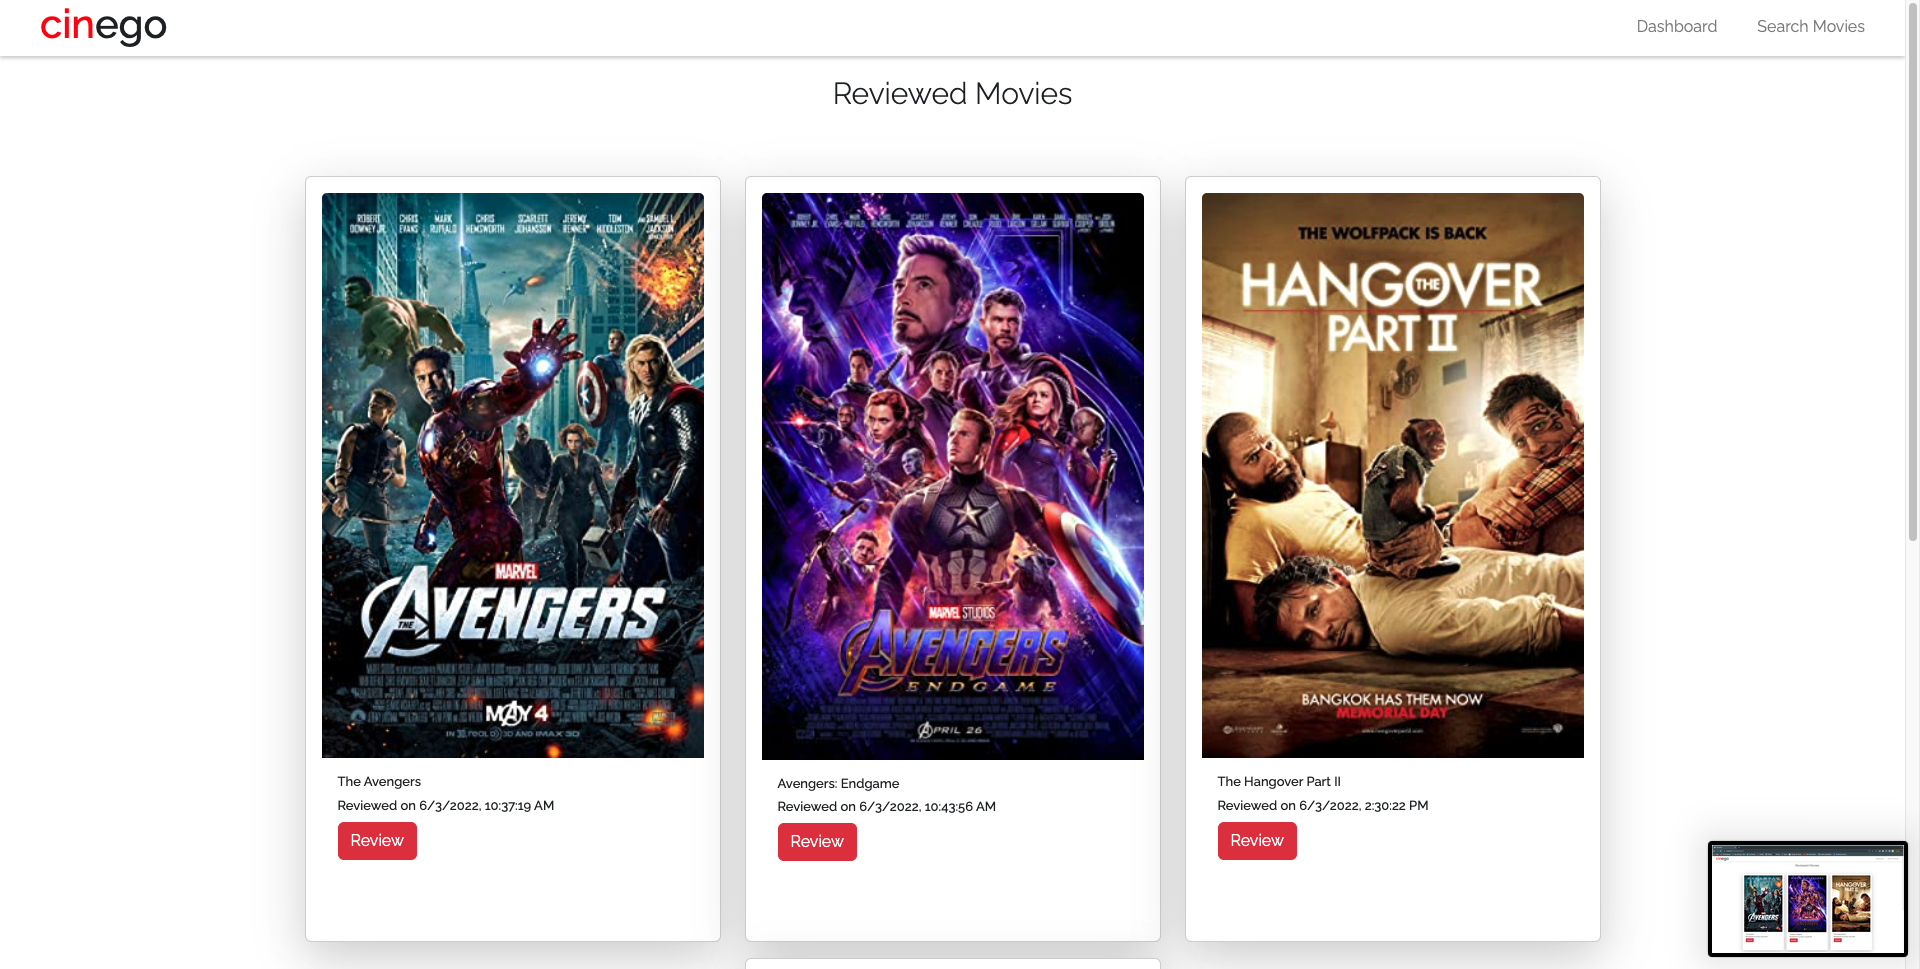 cinego
Dashboard
Search Movies
Reviewed Movies
ROBERT DOWNEY JR. CHRIS EVANS MARK RUFFALO CHRIS HEMSWORTH SCARLETT JOHANSSON JEREMY RENNER TOM HIDDLESTON AND SAMUEL L. JACKSON
MARVEL
THE AVENGERS
MAY 4
IN REAL D 3D AND IMAX 3D
The Avengers
Reviewed on 6/3/2022, 10:37:19 AM
Review
MARVEL STUDIOS
AVENGERS
ENDGAME
APRIL 26
Avengers: Endgame
Reviewed on 6/3/2022, 10:43:56 AM
Review
THE WOLFPACK IS BACK
THE HANGOVER
PART II
BANGKOK HAS THEM NOW
MEMORIAL DAY
The Hangover Part II
Reviewed on 6/3/2022, 2:30:22 PM
Review